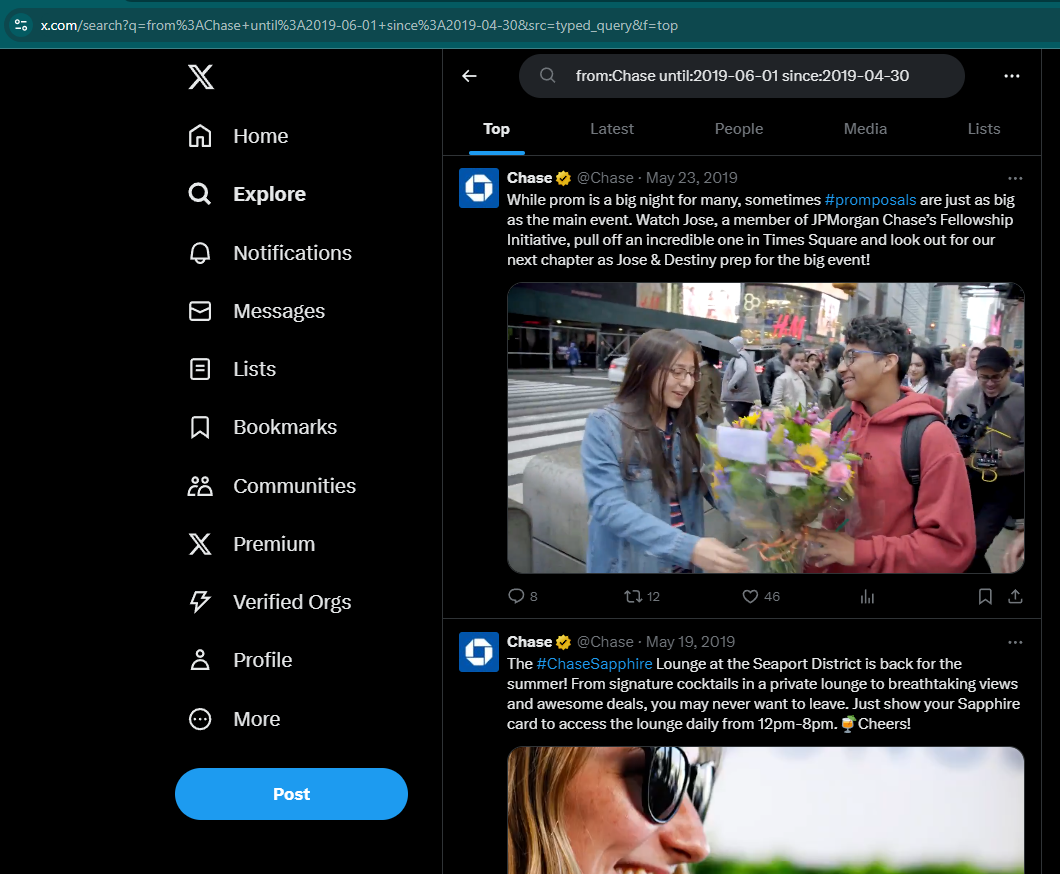 x.com/search?q=from%3AChase+until%3A2019-06-01+since%3A2019-04-30&src=typed_query&f=top
Home
Explore
Notifications
Messages
Lists
Bookmarks
Communities
Premium
Verified Orgs
Profile
More
Post
from:Chase until:2019-06-01 since:2019-04-30
Top Latest People Media Lists
Chase @Chase · May 23, 2019
While prom is a big night for many, sometimes #promposals are just as big
as the main event. Watch Jose, a member of JPMorgan Chase’s Fellowship
Initiative, pull off an incredible one in Times Square and look out for our
next chapter as Jose & Destiny prep for the big event!
H&M
8 12 46
Chase @Chase · May 19, 2019
The #ChaseSapphire Lounge at the Seaport District is back for the
summer! From signature cocktails in a private lounge to breathtaking views
and awesome deals, you may never want to leave. Just show your Sapphire
card to access the lounge daily from 12pm-8pm.🍹Cheers!